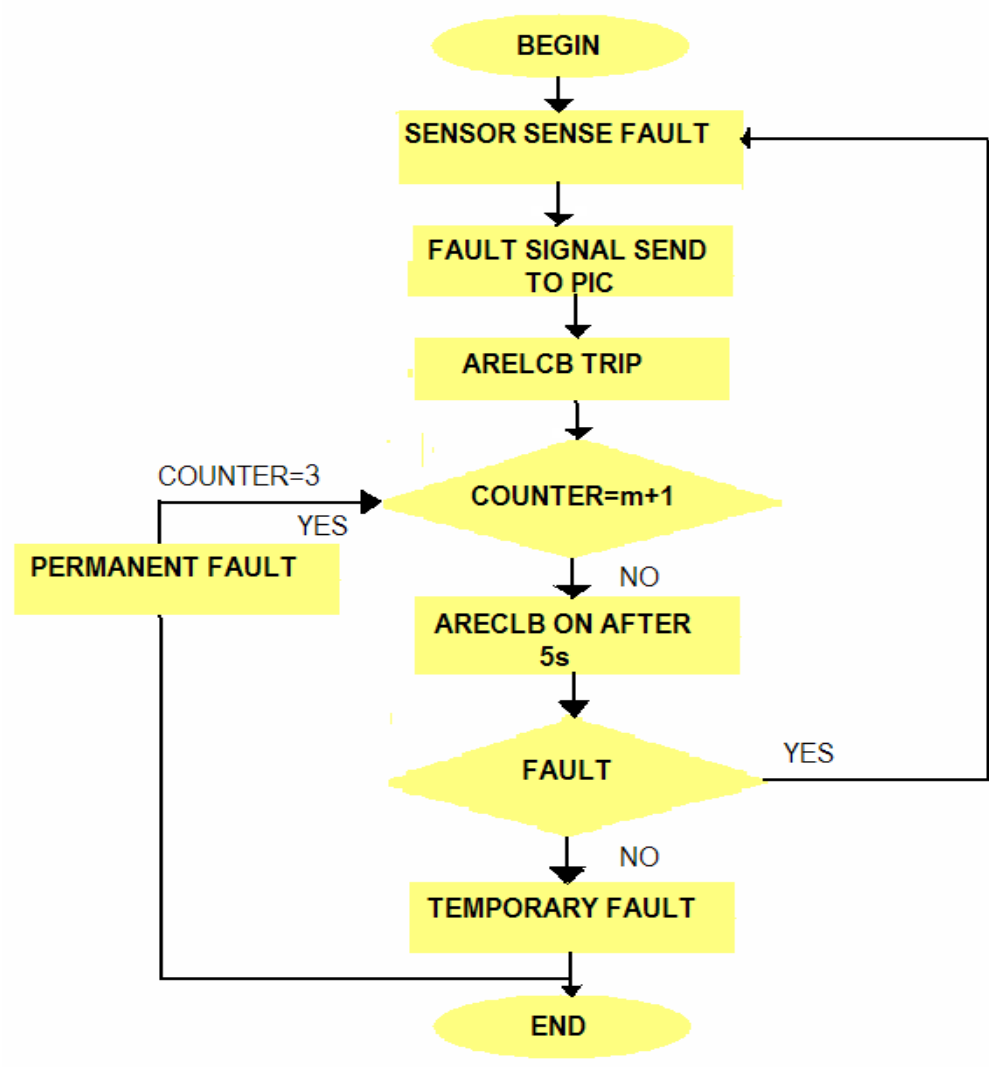 BEGIN
SENSOR SENSE FAULT
FAULT SIGNAL SEND
TO PIC
ARELCB TRIP
COUNTER=3
COUNTER=m+1
YES
PERMANENT FAULT
NO
ARECLB ON AFTER
5s
FAULT
YES
NO
TEMPORARY FAULT
END